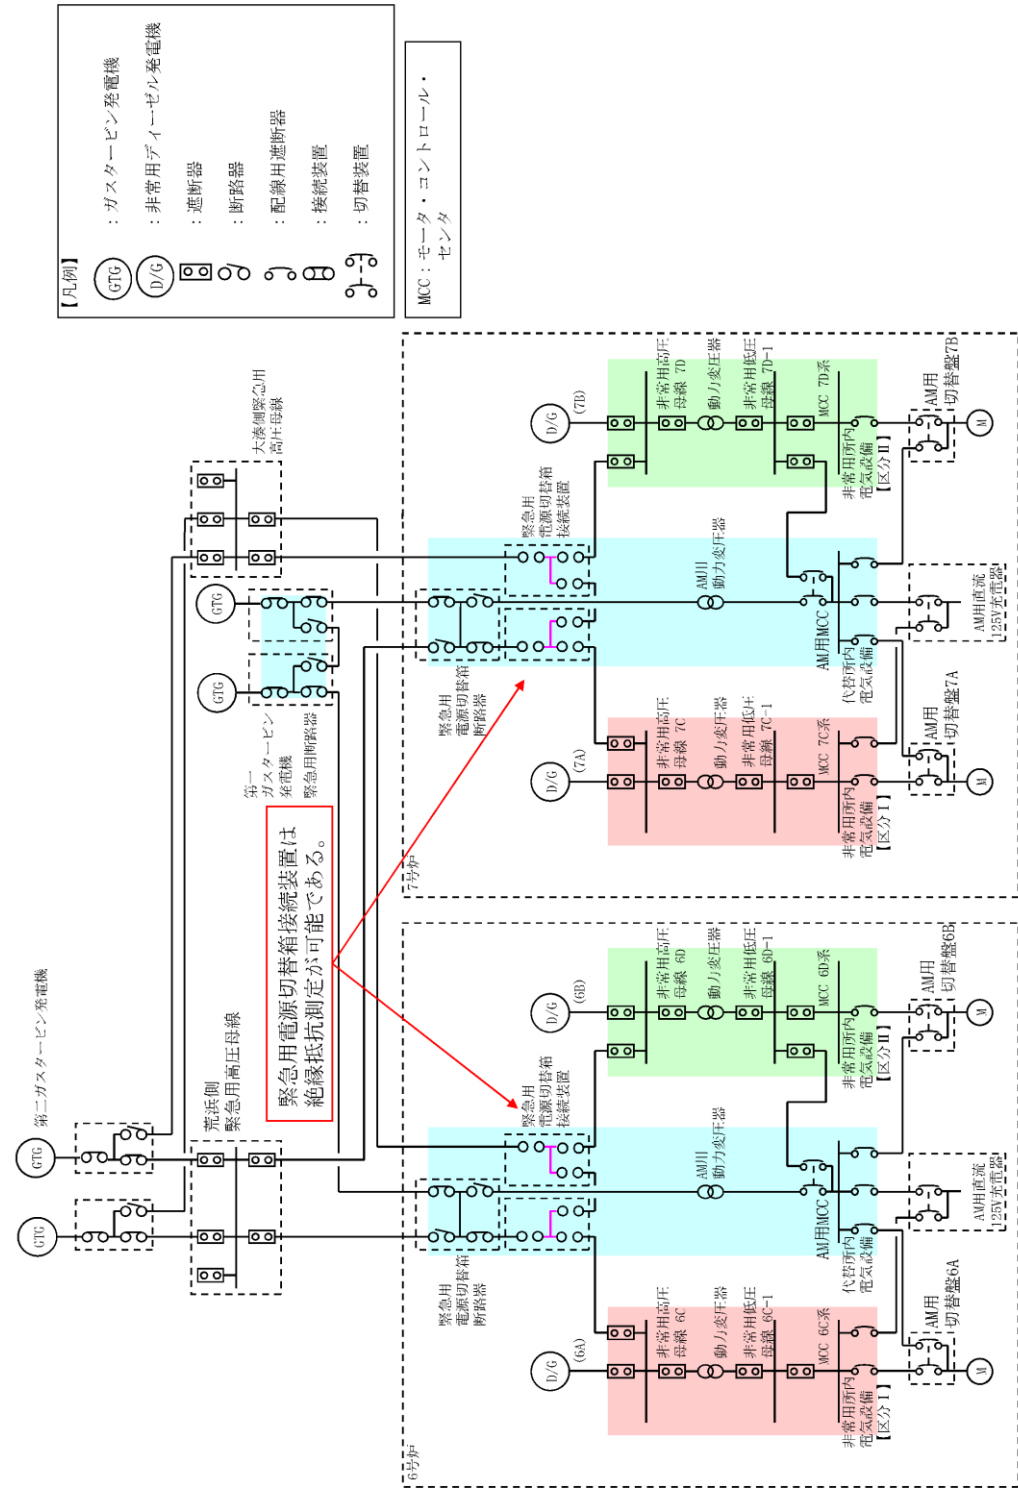 【凡例】
GTG
：ガスタービン発電機
D/G
：非常用ディーゼル発電機
：遮断器
：断路器
：配線用遮断器
：接続装置
：切替装置
MCC：モータ・コントロール・
センタ
第二ガスタービン発電機
GTG
GTG
荒浜側
緊急用高圧母線
大湊側緊急用
高圧母線
GTG
GTG
第一
ガスタービン
発電機
緊急用断路器
緊急用電源切替箱接続装置は
絶縁抵抗測定が可能である。
6号炉
緊急用
電源切替箱
断路器
緊急用
電源切替箱
接続装置
D/G
(6A)
D/G
(6B)
非常用高圧
母線 6C
動力変圧器
非常用低圧
母線 6C-1
MCC 6C系
非常用所内
電気設備
【区分Ⅰ】
AM用
動力変圧器
AM用MCC
代替所内
電気設備
非常用高圧
母線 6D
動力変圧器
非常用低圧
母線 6D-1
MCC 6D系
非常用所内
電気設備
【区分Ⅱ】
AM用
切替盤6A
M
AM用直流
125V充電器
AM用
切替盤6B
M
7号炉
緊急用
電源切替箱
断路器
緊急用
電源切替箱
接続装置
D/G
(7A)
D/G
(7B)
非常用高圧
母線 7C
動力変圧器
非常用低圧
母線 7C-1
MCC 7C系
非常用所内
電気設備
【区分Ⅰ】
AM用
動力変圧器
AM用MCC
代替所内
電気設備
非常用高圧
母線 7D
動力変圧器
非常用低圧
母線 7D-1
MCC 7D系
非常用所内
電気設備
【区分Ⅱ】
AM用
切替盤7A
M
AM用直流
125V充電器
AM用
切替盤7B
M